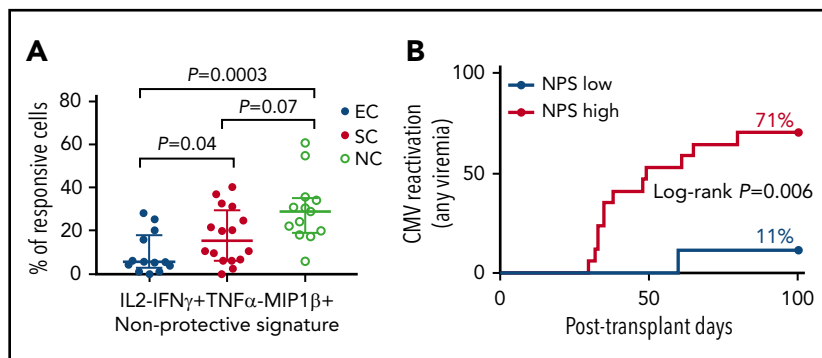 A
P=0.0003
P=0.07
P=0.04
EC
SC
NC
80
60
40
20
0
% of responsive cells
IL2-IFNγ+TNFα-MIP1β+
Non-protective signature
B
NPS low
NPS high
100
50
0
CMV reactivation
(any viremia)
71%
Log-rank P=0.006
11%
0 50 100
Post-transplant days